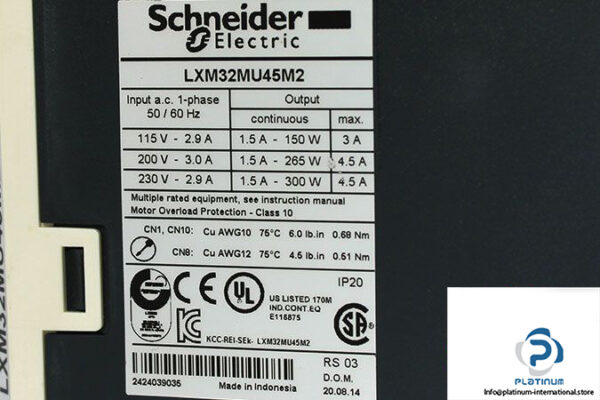 Schneider
Electric
LXM32MU45M2
Input a.c. 1-phase
50 / 60 Hz
Output
continuous
max.
115 V - 2.9 A 1.5 A - 150 W 3 A
200 V - 3.0 A 1.5 A - 265 W 4.5 A
230 V - 2.9 A 1.5 A - 300 W 4.5 A
Multiple rated equipment, see instruction manual
Motor Overload Protection - Class 10
CN1, CN10: Cu AWG10 75°C 6.0 lb.in 0.68 Nm
CN8: Cu AWG12 75°C 4.5 lb.in 0.51 Nm
IP20
CE
UL
US LISTED 170M
IND.CONT.EQ
E116875
SA
KCC-REI-SEk- LXM32MU45M2
2424039035
Made in Indonesia
RS 03
D.O.M.
20.08.14
PLATINUM
INTERNATIONAL
https://platinum-international.store/